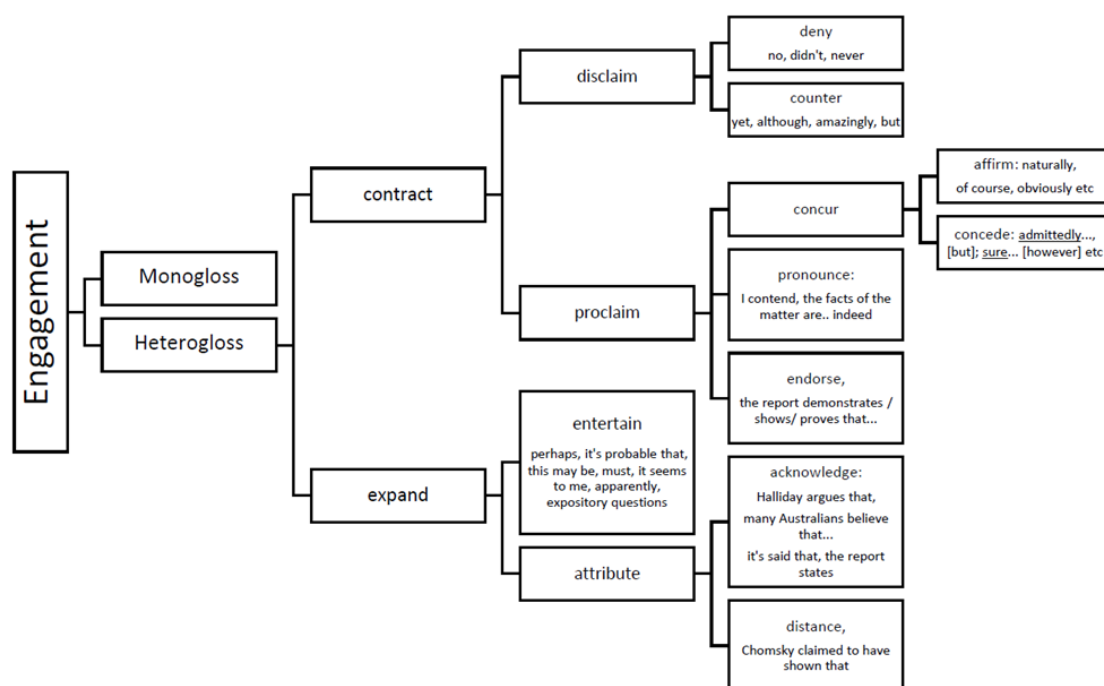 Engagement
Monogloss
Heterogloss
contract
expand
disclaim
proclaim
entertain
perhaps, it's probable that,
this may be, must, it seems
to me, apparently,
expository questions
attribute
deny
no, didn't, never
counter
yet, although, amazingly, but
concur
pronounce:
I contend, the facts of the
matter are.. indeed
endorse,
the report demonstrates /
shows/ proves that...
acknowledge:
Halliday argues that,
many Australians believe
that...
it's said that, the report
states
distance,
Chomsky claimed to have
shown that
affirm: naturally,
of course, obviously etc
concede: admittedly...,
[but]; sure... [however] etc